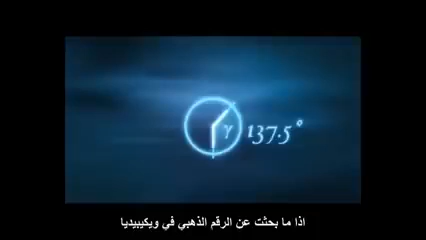 γ 137.5°
اذا ما بحثت عن الرقم الذهبي في ويكيبيديا